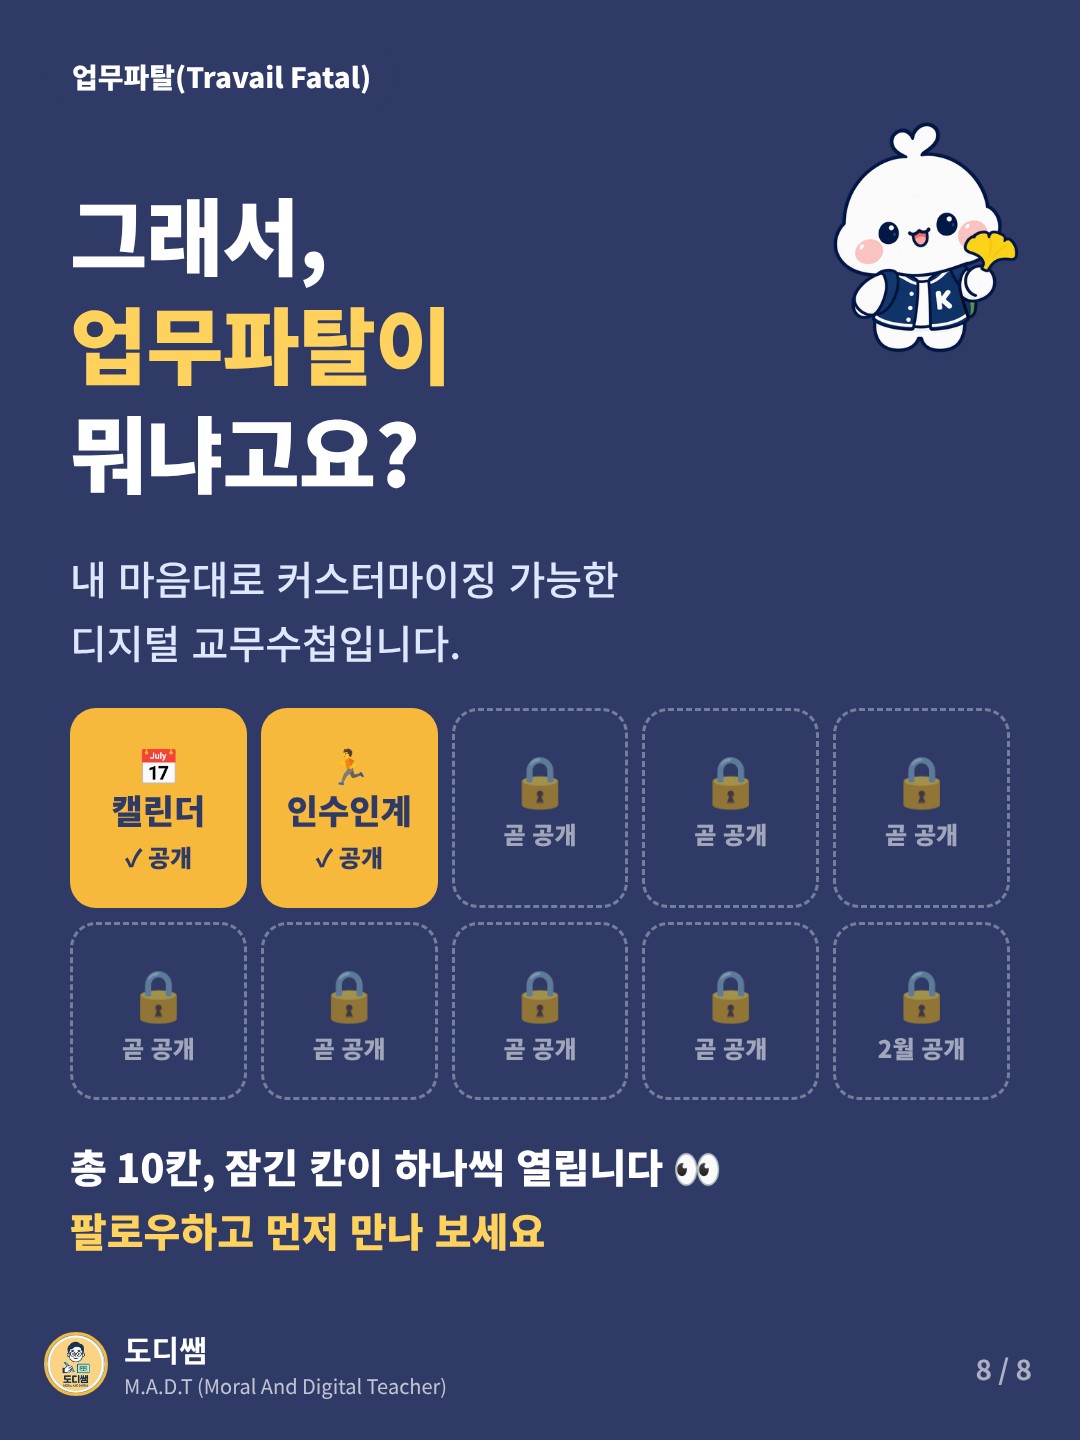 업무파탈(Travail Fatal)
그래서,
업무파탈이
뭐냐고요?
K
내 마음대로 커스터마이징 가능한
디지털 교무수첩입니다.
July
17
캘린더
✓ 공개
인수인계
✓ 공개
곧 공개
곧 공개
곧 공개
곧 공개
곧 공개
곧 공개
곧 공개
2월 공개
총 10칸, 잠긴 칸이 하나씩 열립니다 👀
팔로우하고 먼저 만나 보세요
도디쌤
도디쌤
M.A.D.T (Moral And Digital Teacher)
8 / 8